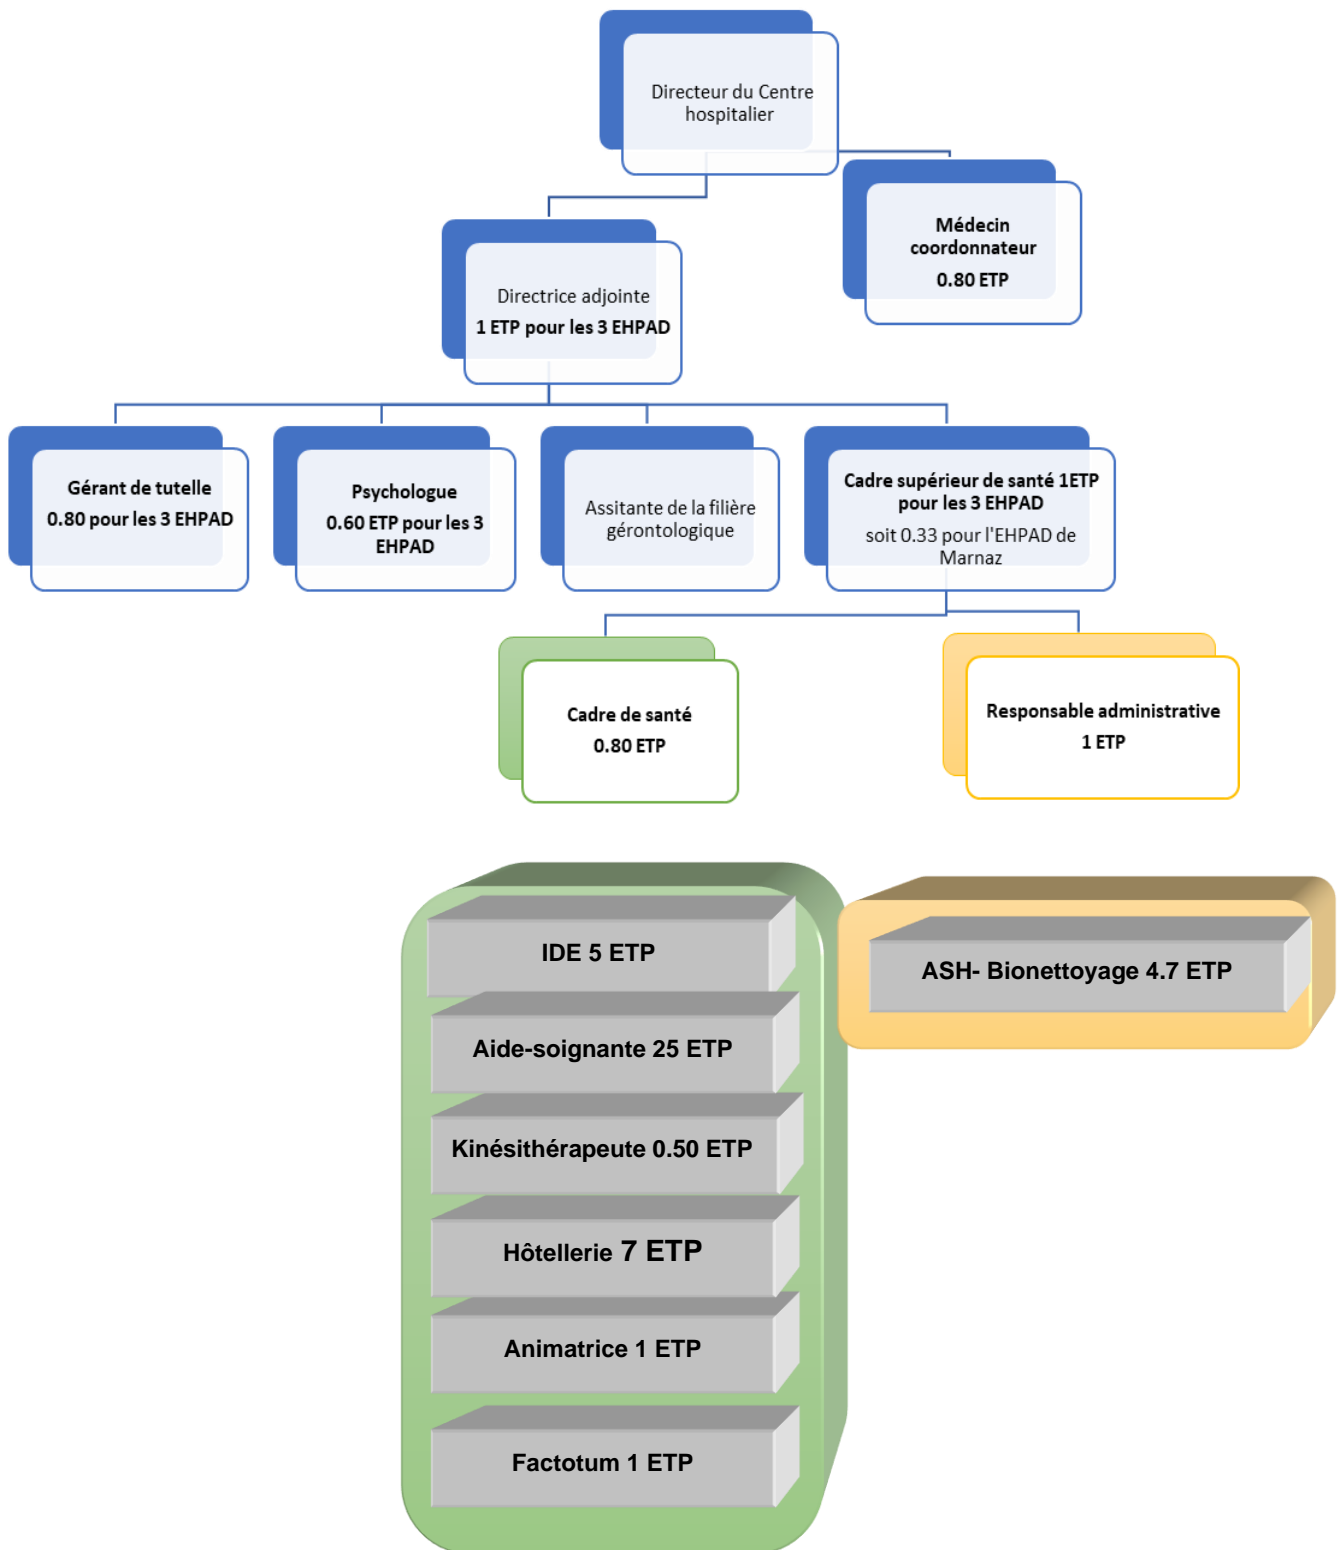 Directeur du Centre
hospitalier
Médecin
coordonnateur
0.80 ETP
Directrice adjointe
1 ETP pour les 3 EHPAD
Gérant de tutelle
0.80 pour les 3 EHPAD
Psychologue
0.60 ETP pour les 3
EHPAD
Assitante de la filière
gérontologique
Cadre supérieur de santé 1ETP
pour les 3 EHPAD
soit 0.33 pour l'EHPAD de
Marnaz
Cadre de santé
0.80 ETP
Responsable administrative
1 ETP
IDE 5 ETP
Aide-soignante 25 ETP
Kinésithérapeute 0.50 ETP
Hôtellerie 7 ETP
Animatrice 1 ETP
Factotum 1 ETP
ASH- Bionettoyage 4.7 ETP